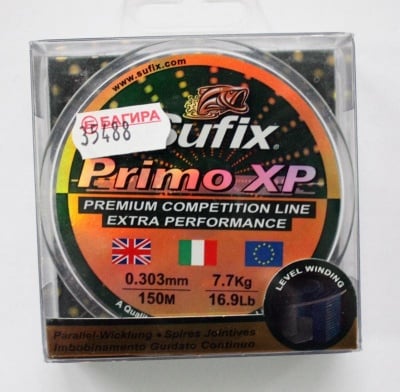 www.sufix.com
БАГИРА
35488
Sufix
Primo XP
PREMIUM COMPETITION LINE
EXTRA PERFORMANCE
0.303mm 7.7Kg
150M 16.9Lb
LEVEL WINDING
A Qualit
Parallel-Wicklung • Spires Jointives
Imbobinamento Guidato Continuo